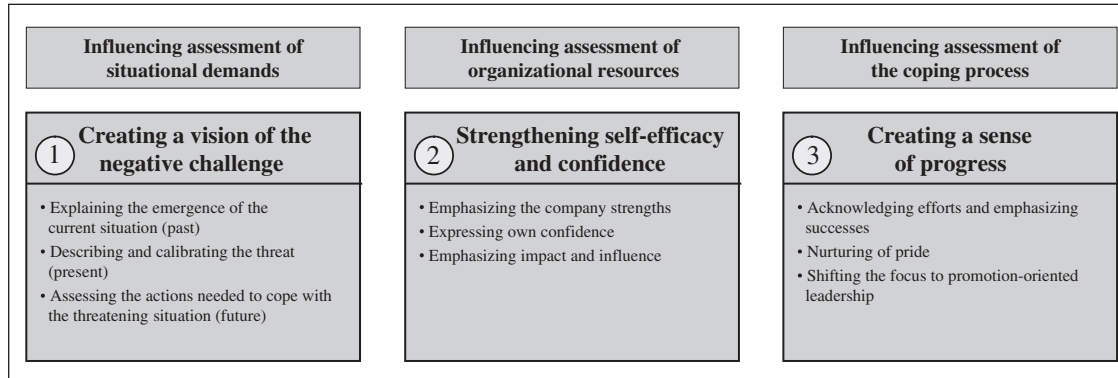 Influencing assessment of
situational demands
Influencing assessment of
organizational resources
Influencing assessment of
the coping process
1
Creating a vision of the
negative challenge
• Explaining the emergence of the
current situation (past)
• Describing and calibrating the threat
(present)
• Assessing the actions needed to cope with
the threatening situation (future)
2
Strengthening self-efficacy
and confidence
• Emphasizing the company strengths
• Expressing own confidence
• Emphasizing impact and influence
3
Creating a sense
of progress
• Acknowledging efforts and emphasizing
successes
• Nurturing of pride
• Shifting the focus to promotion-oriented
leadership